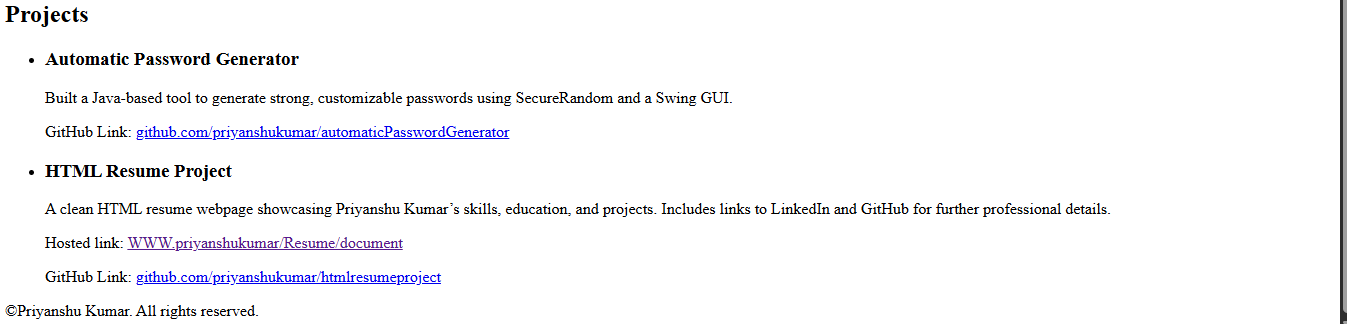 Projects
Automatic Password Generator
Built a Java-based tool to generate strong, customizable passwords using SecureRandom and a Swing GUI.
GitHub Link: github.com/priyanshukumar/automaticPasswordGenerator
HTML Resume Project
A clean HTML resume webpage showcasing Priyanshu Kumar’s skills, education, and projects. Includes links to LinkedIn and GitHub for further professional details.
Hosted link: WWW.priyanshukumar/Resume/document
GitHub Link: github.com/priyanshukumar/htmlresumeproject
©Priyanshu Kumar. All rights reserved.